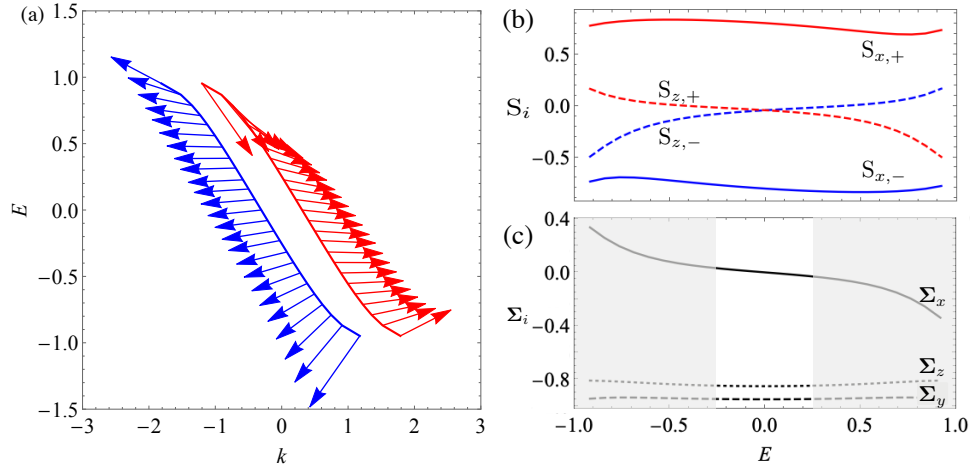 (a)
1.5
1.0
0.5
0.0
−0.5
−1.0
−1.5
E
−3
−2
−1
0
1
2
3
k
(b)
0.5
0.0
−0.5
S_i
S_{x,+}
S_{z,+}
S_{z,−}
S_{x,−}
(c)
0.4
0.0
−0.4
−0.8
Σ_i
Σ_x
Σ_z
Σ_y
−1.0
−0.5
0.0
0.5
1.0
E